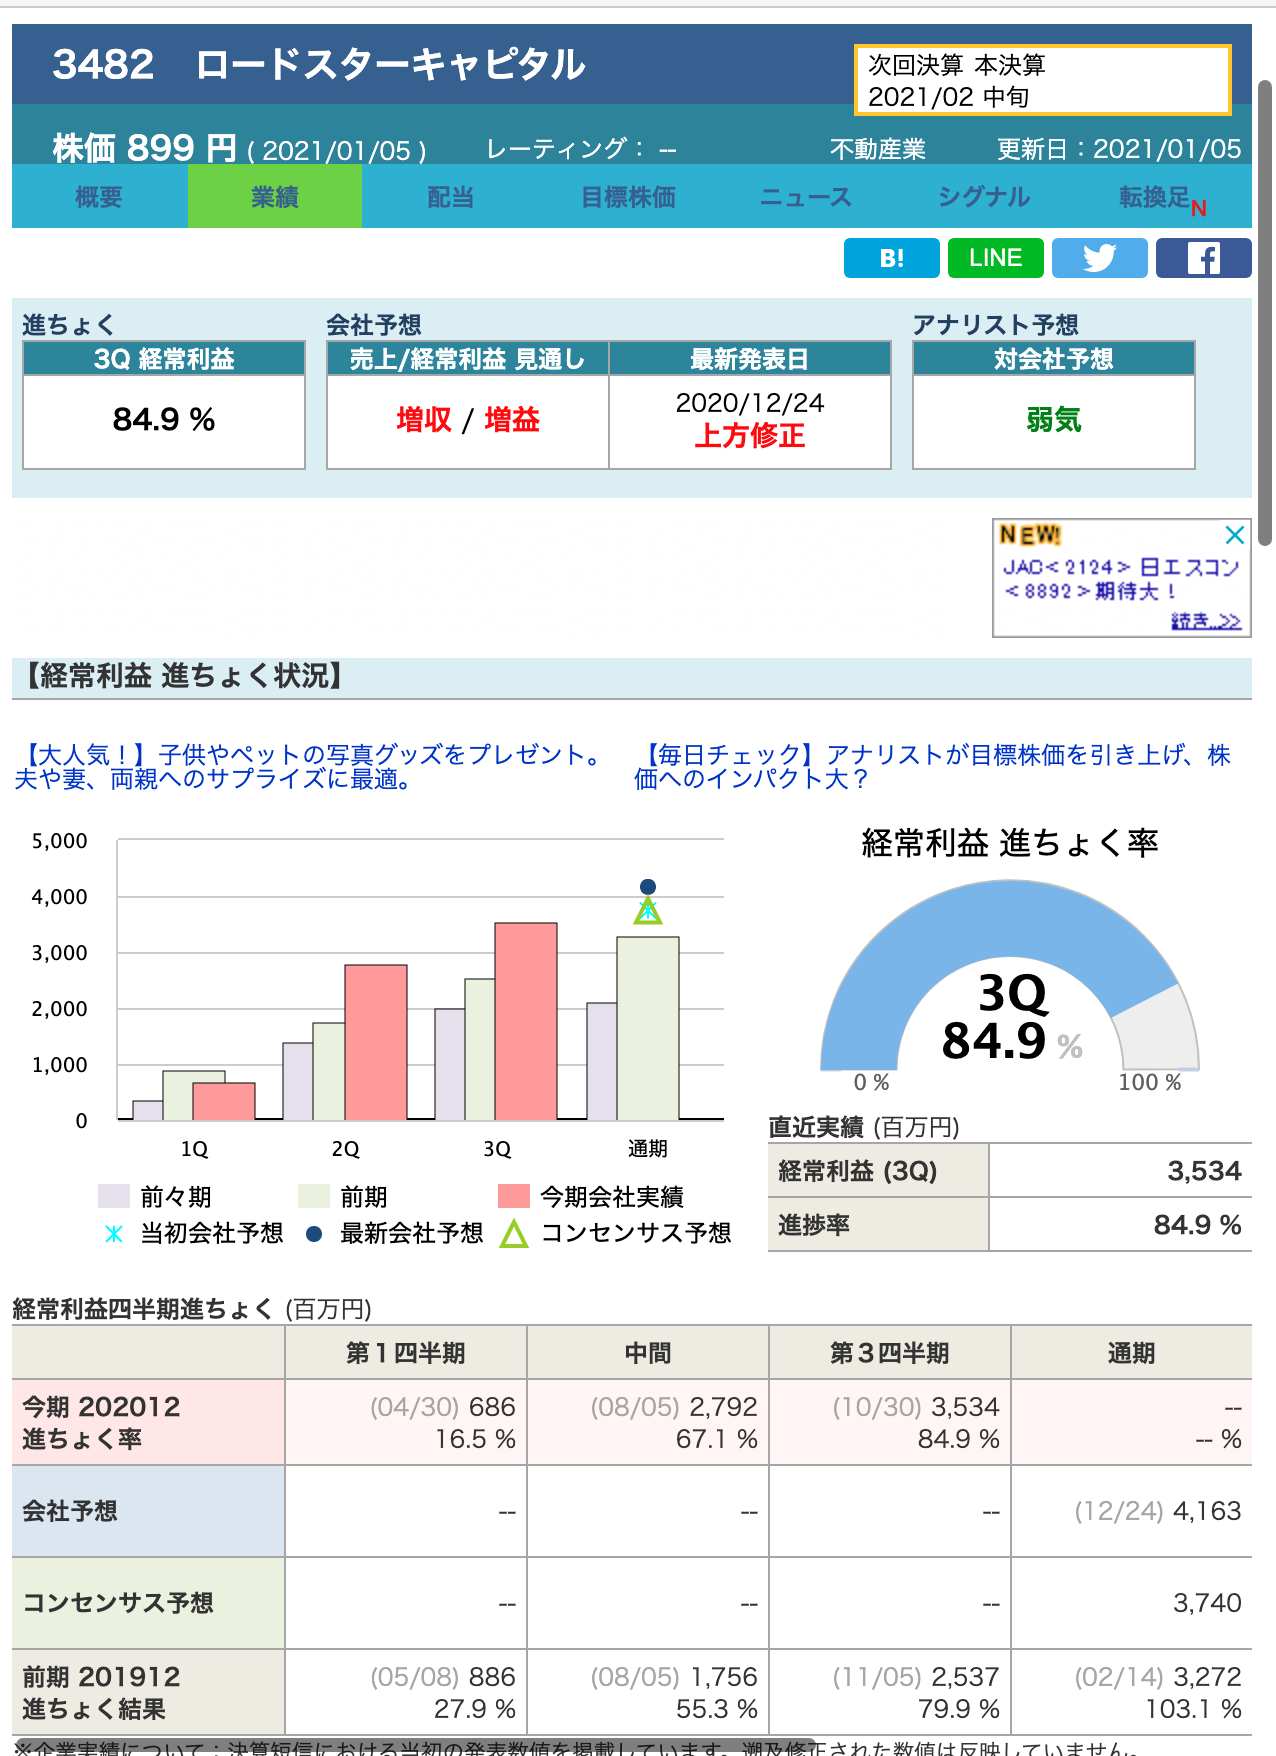 3482　ロードスターキャピタル
次回決算 本決算
2021/02 中旬
株価 899 円 ( 2021/01/05 )　レーティング： --　不動産業　更新日：2021/01/05
概要　業績　配当　目標株価　ニュース　シグナル　転換足N
B!　LINE
進ちょく　会社予想　アナリスト予想
3Q 経常利益　売上/経常利益 見通し　最新発表日　対会社予想
84.9 %　増収 / 増益　2020/12/24　弱気
上方修正
NEW!
JAC<2124> 日エスコン
<8892>期待大！
続き..>>
【経常利益 進ちょく状況】
【大人気！】子供やペットの写真グッズをプレゼント。
夫や妻、両親へのサプライズに最適。
【毎日チェック】アナリストが目標株価を引き上げ、株
価へのインパクト大？
5,000
4,000
3,000
2,000
1,000
0
1Q　2Q　3Q　通期
前々期　前期　今期会社実績
当初会社予想　最新会社予想　コンセンサス予想
経常利益 進ちょく率
3Q
84.9 %
0 %　100 %
直近実績 (百万円)
経常利益 (3Q)　3,534
進捗率　84.9 %
経常利益四半期進ちょく (百万円)
第１四半期　中間　第３四半期　通期
今期 202012　(04/30) 686　(08/05) 2,792　(10/30) 3,534　--
進ちょく率　16.5 %　67.1 %　84.9 %　-- %
会社予想　--　--　--　(12/24) 4,163
コンセンサス予想　--　--　--　3,740
前期 201912　(05/08) 886　(08/05) 1,756　(11/05) 2,537　(02/14) 3,272
進ちょく結果　27.9 %　55.3 %　79.9 %　103.1 %
※企業実績について：決算短信における当初の発表数値を掲載しています。遡及修正された数値は反映していません。